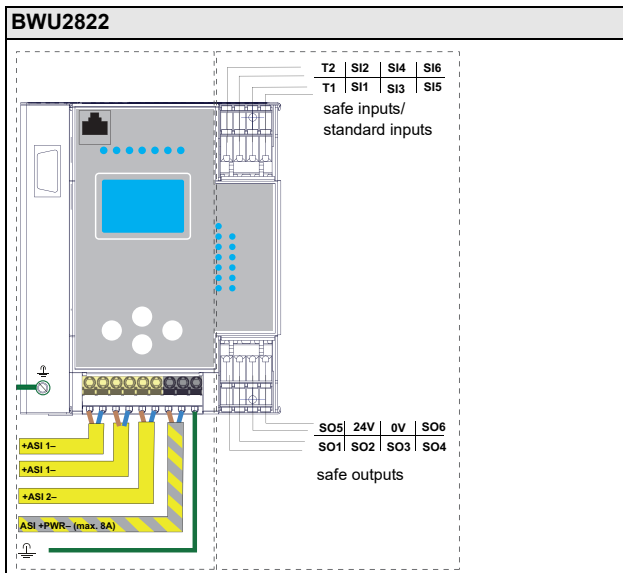 BWU2822
T2 | SI2 | SI4 | SI6
T1 | SI1 | SI3 | SI5
safe inputs/
standard inputs
SO5 | 24V | 0V | SO6
SO1 | SO2 | SO3 | SO4
safe outputs
+ASI 1–
+ASI 1–
+ASI 2–
ASI +PWR– (max. 8A)